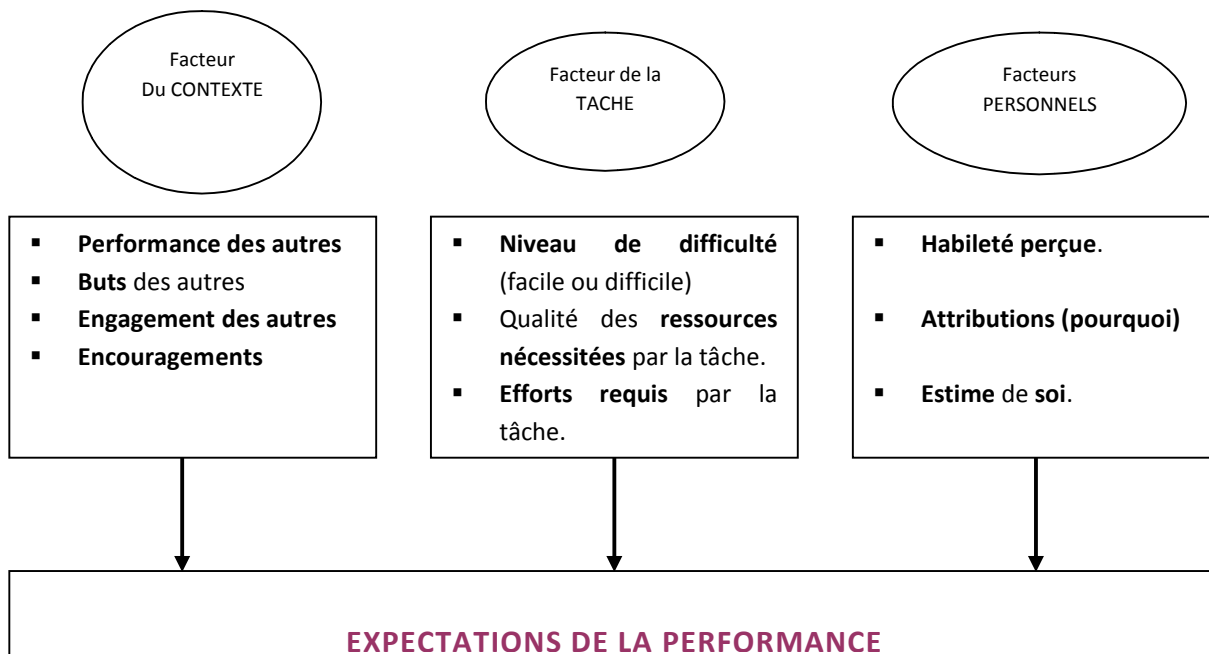 Facteur
Du CONTEXTE
Facteur de la
TACHE
Facteurs
PERSONNELS
▪ Performance des autres
▪ Buts des autres
▪ Engagement des autres
▪ Encouragements
▪ Niveau de difficulté
(facile ou difficile)
▪ Qualité des ressources
nécessitées par la tâche.
▪ Efforts requis par la
tâche.
▪ Habileté perçue.
▪ Attributions (pourquoi)
▪ Estime de soi.
EXPECTATIONS DE LA PERFORMANCE